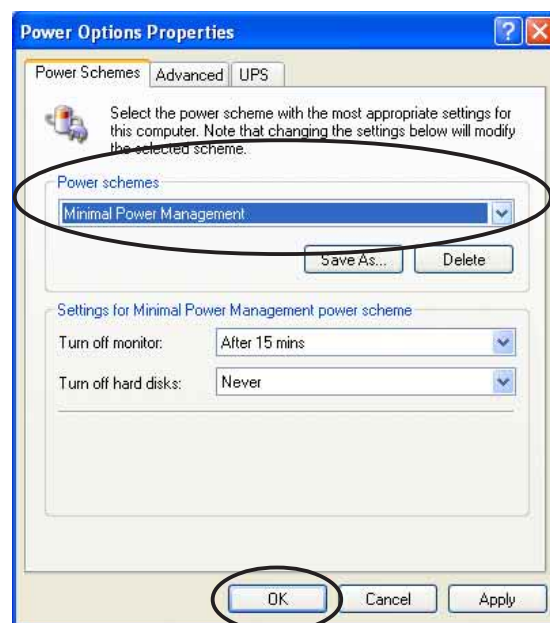 Power Options Properties
Power Schemes Advanced UPS
Select the power scheme with the most appropriate settings for
this computer. Note that changing the settings below will modify
the selected scheme.
Power schemes
Minimal Power Management
Save As... Delete
Settings for Minimal Power Management power scheme
Turn off monitor: After 15 mins
Turn off hard disks: Never
OK Cancel Apply